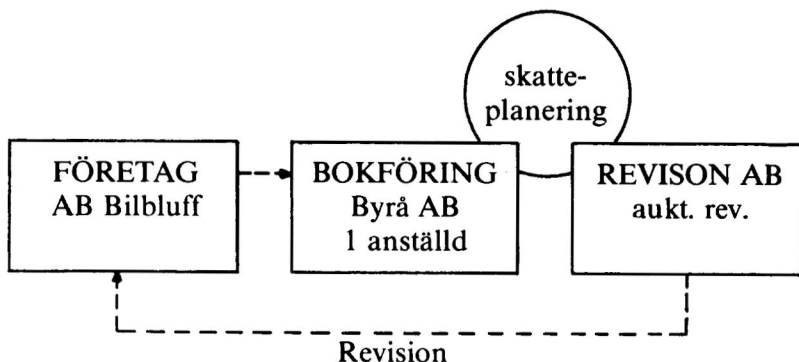 skatte-
planering
FÖRETAG
AB Bilbluff
BOKFÖRING
Byrå AB
1 anställd
REVISON AB
aukt. rev.
Revision